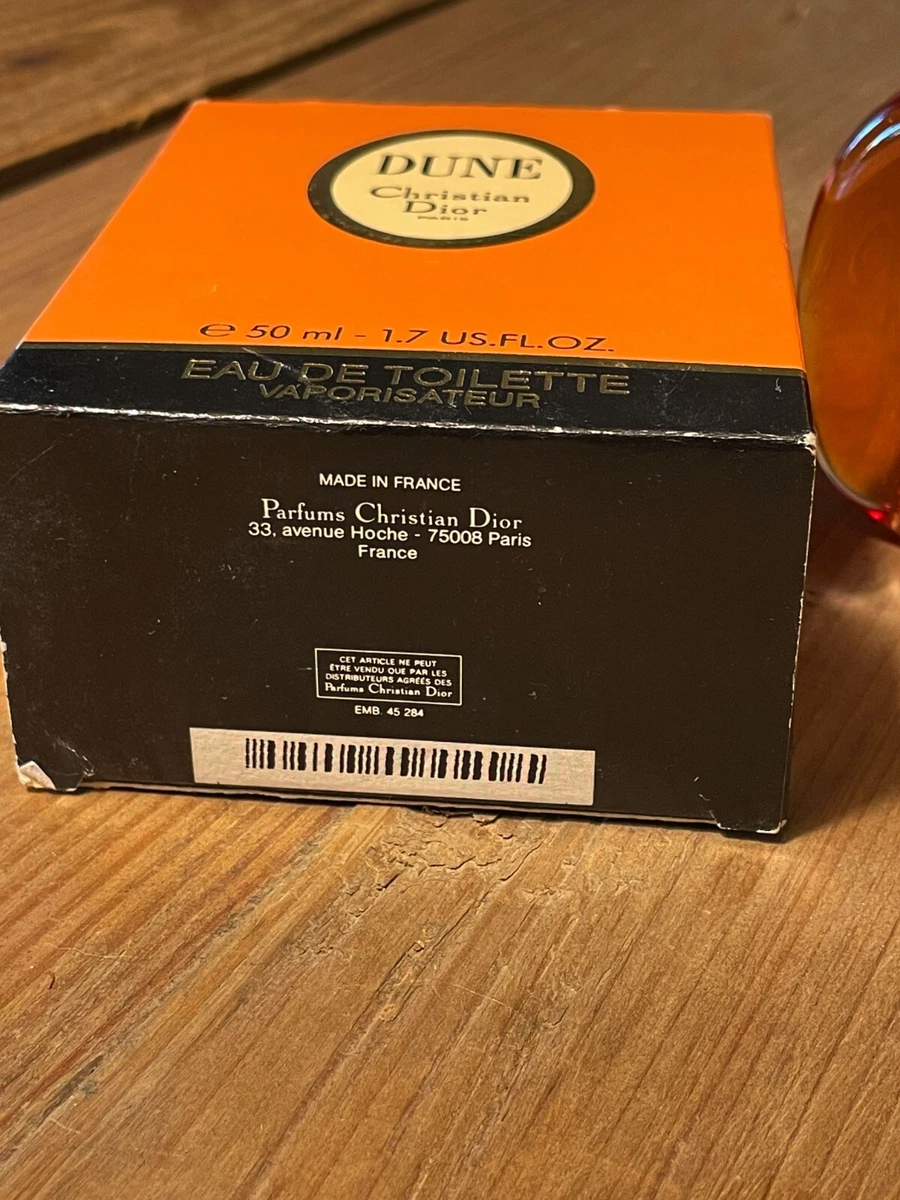 DUNE
Christian
Dior
PARIS
℮ 50 ml - 1.7 US.FL.OZ.
EAU DE TOILETTE
VAPORISATEUR
MADE IN FRANCE
Parfums Christian Dior
33, avenue Hoche - 75008 Paris
France
CET ARTICLE NE PEUT
ÊTRE VENDU QUE PAR LES
DISTRIBUTEURS AGRÉÉS DES
Parfums Christian Dior
EMB. 45 284